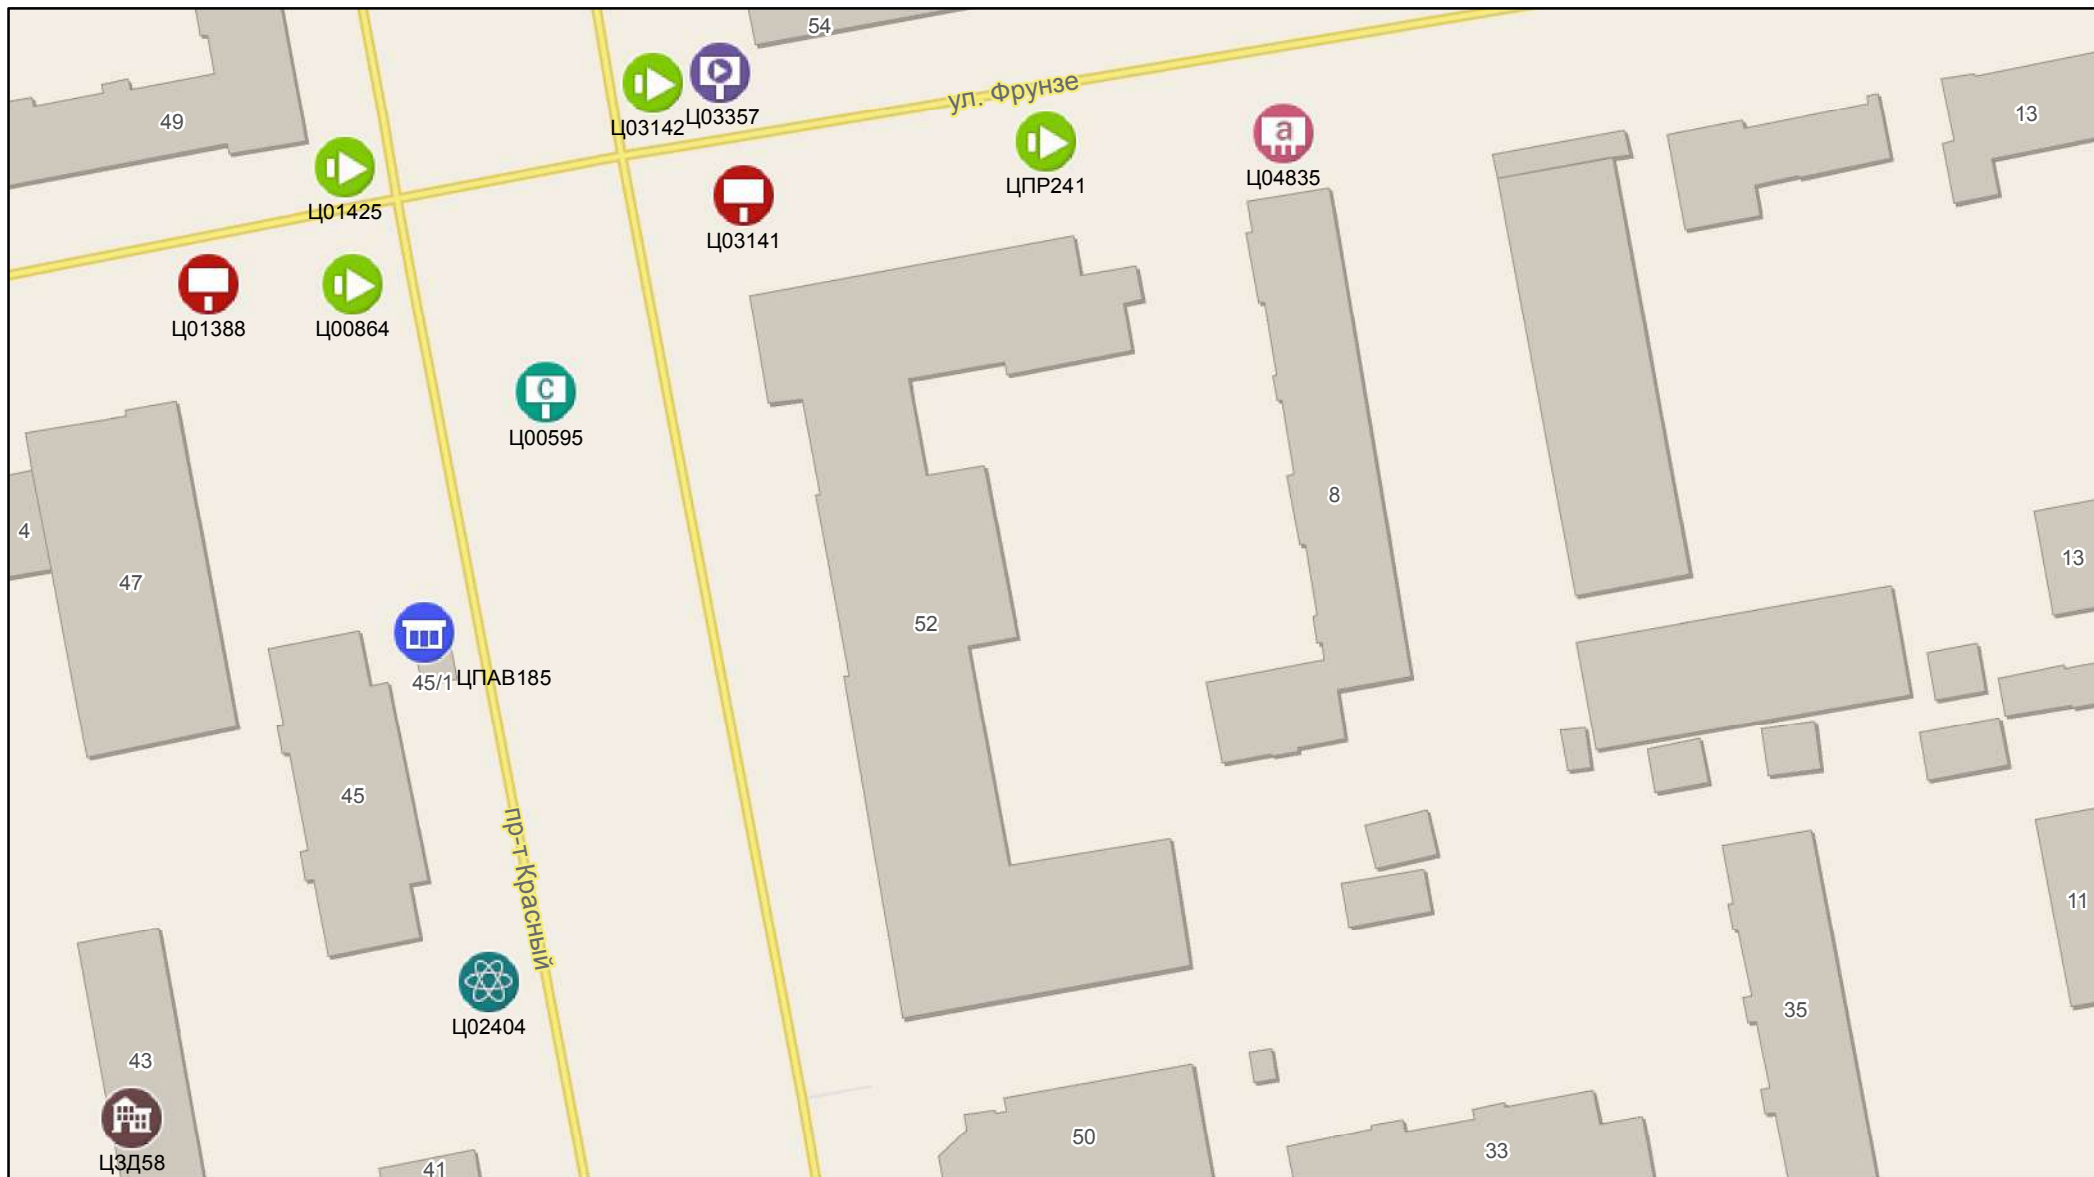 54
ул. Фрунзе
49
Ц03142
Ц03357
13
Ц01425
Ц03141
ЦПР241
а
Ц04835
Ц01388
Ц00864
С
Ц00595
4
47
8
13
52
45/1
ЦПАВ185
45
пр-т Красный
11
Ц02404
35
43
50
33
ЦЗД58
41